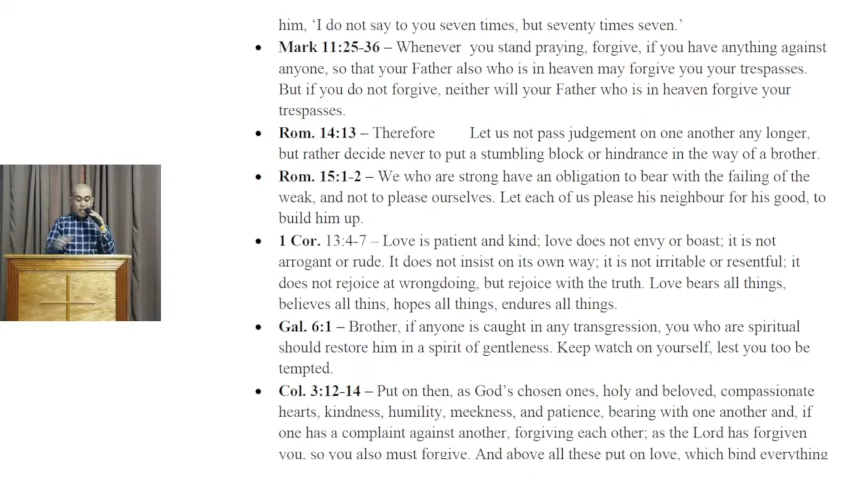 him, ‘I do not say to you seven times, but seventy times seven.’
• Mark 11:25-36 – Whenever you stand praying, forgive, if you have anything against
anyone, so that your Father also who is in heaven may forgive you your trespasses.
But if you do not forgive, neither will your Father who is in heaven forgive your
trespasses.
• Rom. 14:13 – Therefore Let us not pass judgement on one another any longer,
but rather decide never to put a stumbling block or hindrance in the way of a brother.
• Rom. 15:1-2 – We who are strong have an obligation to bear with the failing of the
weak, and not to please ourselves. Let each of us please his neighbour for his good, to
build him up.
• 1 Cor. 13:4-7 – Love is patient and kind; love does not envy or boast; it is not
arrogant or rude. It does not insist on its own way; it is not irritable or resentful; it
does not rejoice at wrongdoing, but rejoice with the truth. Love bears all things,
believes all thins, hopes all things, endures all things.
• Gal. 6:1 – Brother, if anyone is caught in any transgression, you who are spiritual
should restore him in a spirit of gentleness. Keep watch on yourself, lest you too be
tempted.
• Col. 3:12-14 – Put on then, as God’s chosen ones, holy and beloved, compassionate
hearts, kindness, humility, meekness, and patience, bearing with one another and, if
one has a complaint against another, forgiving each other; as the Lord has forgiven
you, so you also must forgive. And above all these put on love, which bind everything